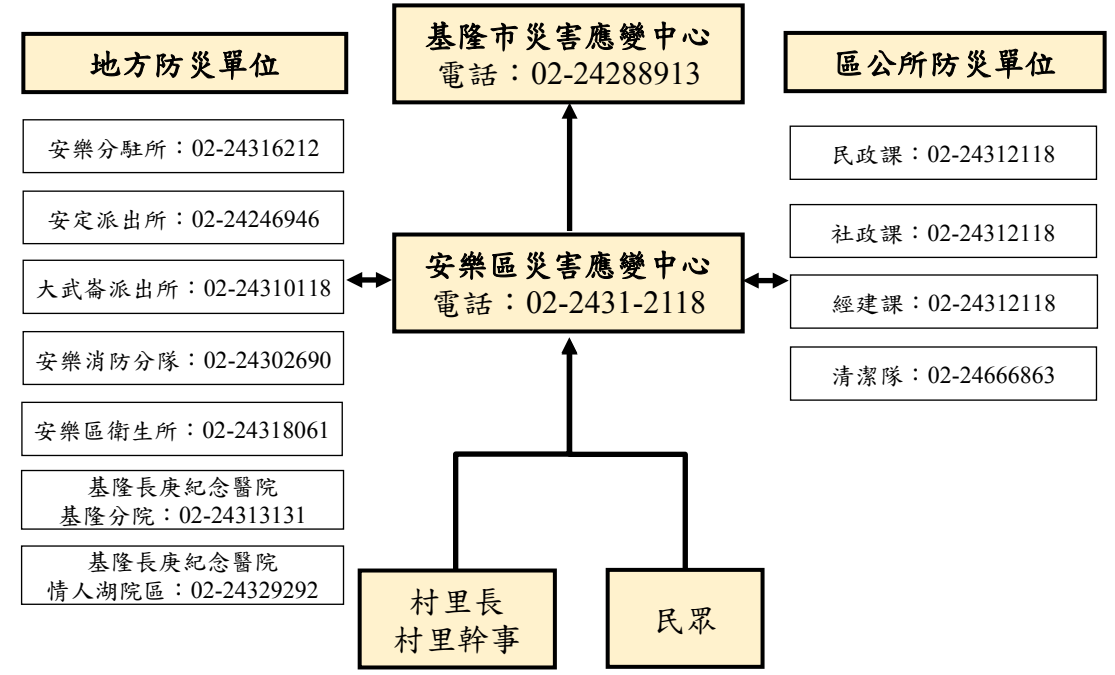 基隆市災害應變中心
電話：02-24288913
地方防災單位
安樂分駐所：02-24316212
安定派出所：02-24246946
大武崙派出所：02-24310118
安樂消防分隊：02-24302690
安樂區衛生所：02-24318061
基隆長庚紀念醫院
基隆分院：02-24313131
基隆長庚紀念醫院
情人湖院區：02-24329292
安樂區災害應變中心
電話：02-2431-2118
村里長
村里幹事
民眾
區公所防災單位
民政課：02-24312118
社政課：02-24312118
經建課：02-24312118
清潔隊：02-24666863